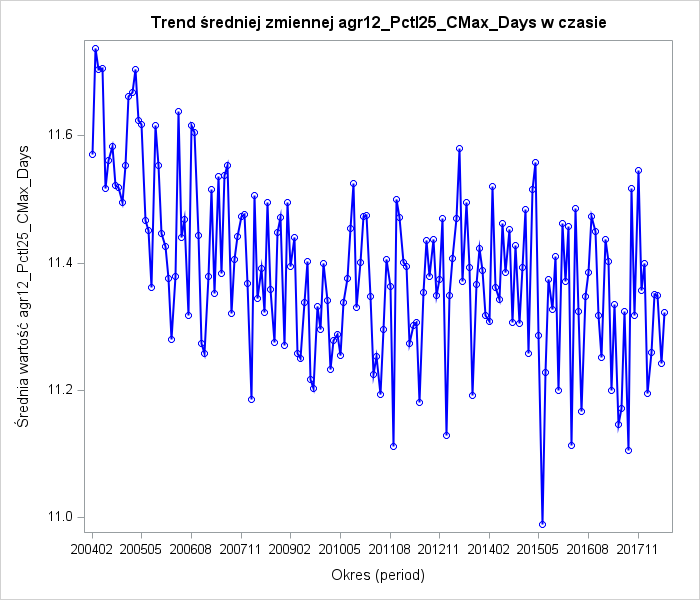 Trend średniej zmiennej agr12_Pctl25_CMax_Days w czasie
Średnia wartość agr12_Pctl25_CMax_Days
11.6
11.4
11.2
11.0
200402 200505 200608 200711 200902 201005 201108 201211 201402 201505 201608 201711
Okres (period)